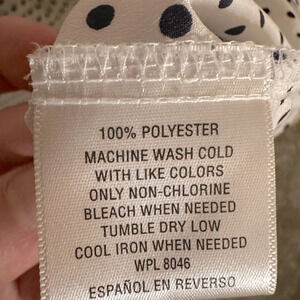 100% POLYESTER
MACHINE WASH COLD
WITH LIKE COLORS
ONLY NON-CHLORINE
BLEACH WHEN NEEDED
TUMBLE DRY LOW
COOL IRON WHEN NEEDED
WPL 8046
ESPAÑOL EN REVERSO